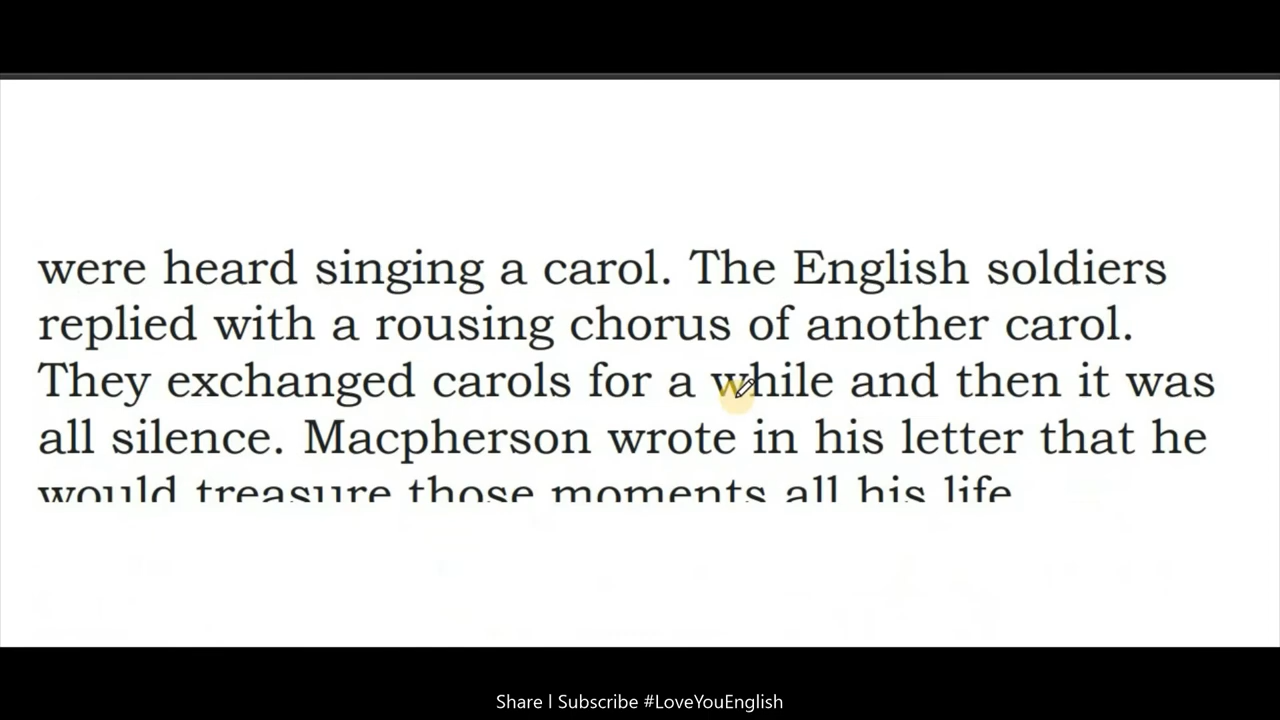 were heard singing a carol. The English soldiers
replied with a rousing chorus of another carol.
They exchanged carols for a while and then it was
all silence. Macpherson wrote in his letter that he
would treasure those moments all his life
Share l Subscribe #LoveYouEnglish